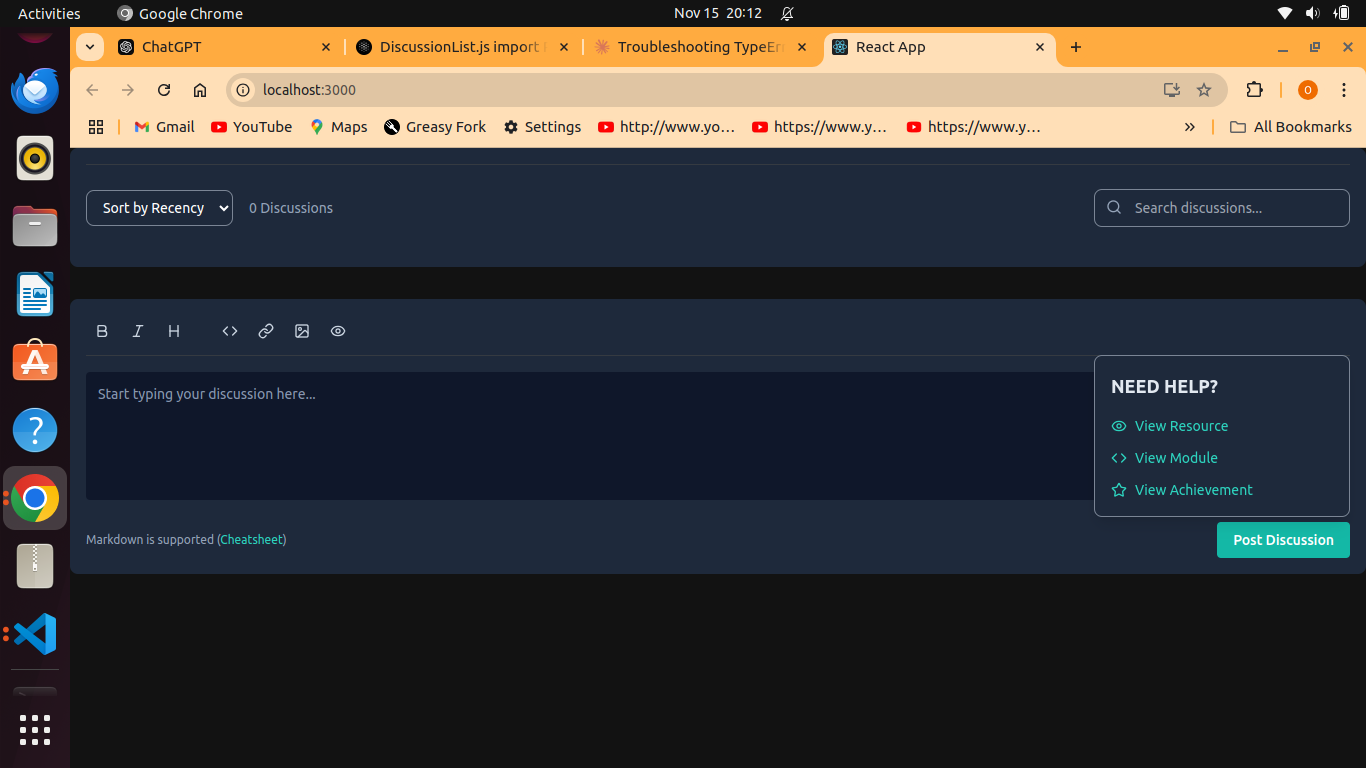 Activities
Google Chrome
Nov 15 20:12
ChatGPT
DiscussionList.js import
Troubleshooting TypeEr
React App
localhost:3000
O
Gmail
YouTube
Maps
Greasy Fork
Settings
http://www.yo...
https://www.y...
https://www.y...
All Bookmarks
Sort by Recency
0 Discussions
Search discussions...
B I H
Start typing your discussion here...
NEED HELP?
View Resource
View Module
View Achievement
Markdown is supported (Cheatsheet)
Post Discussion